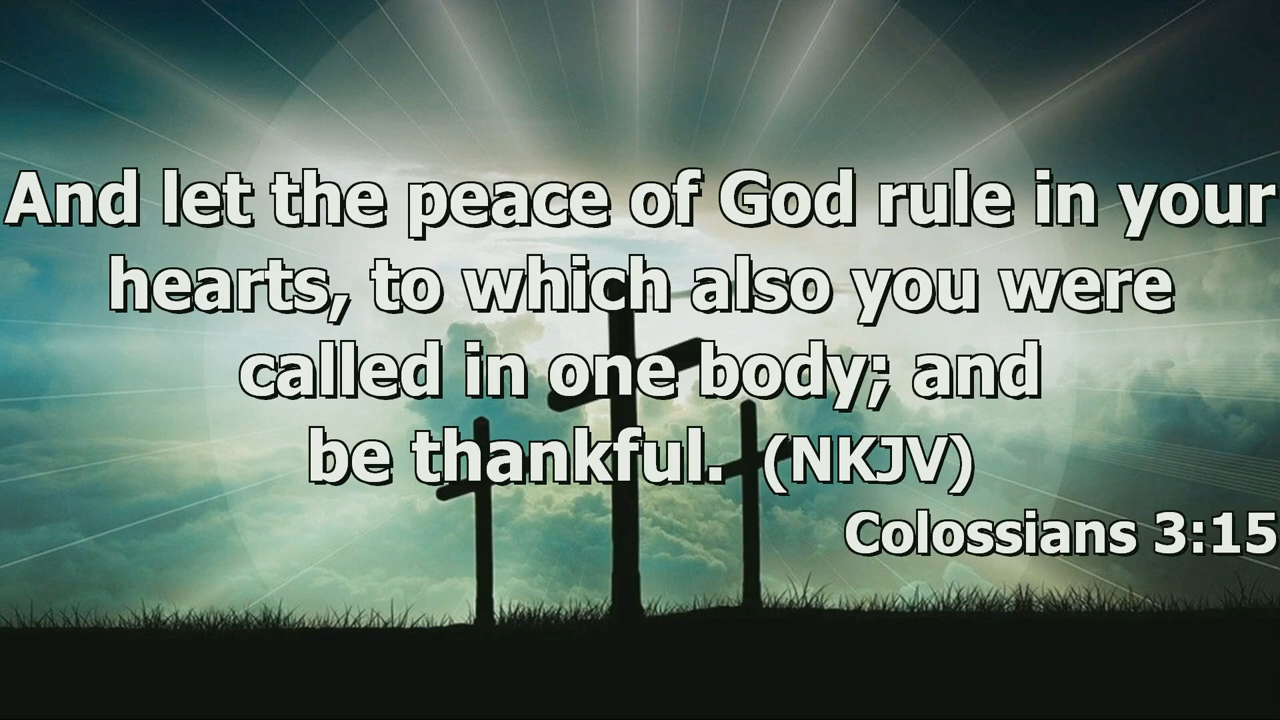 And let the peace of God rule in your
hearts, to which also you were
called in one body; and
be thankful. (NKJV)
Colossians 3:15